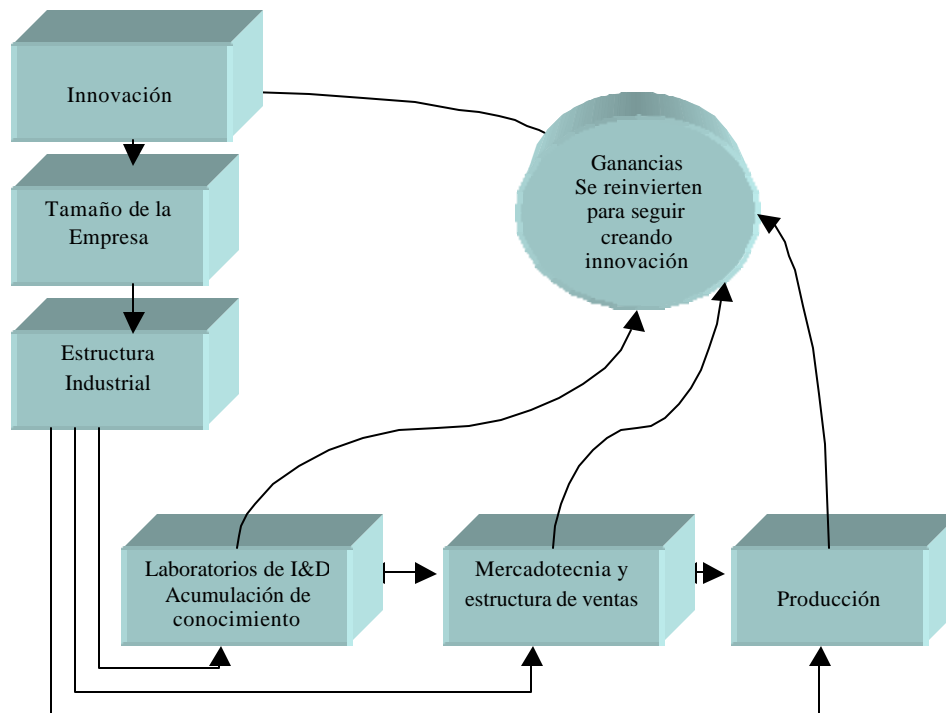 Innovación
Tamaño de la
Empresa
Estructura
Industrial
Ganancias
Se reinvierten
para seguir
creando
innovación
Laboratorios de I&D
Acumulación de
conocimiento
Mercadotecnia y
estructura de ventas
Producción